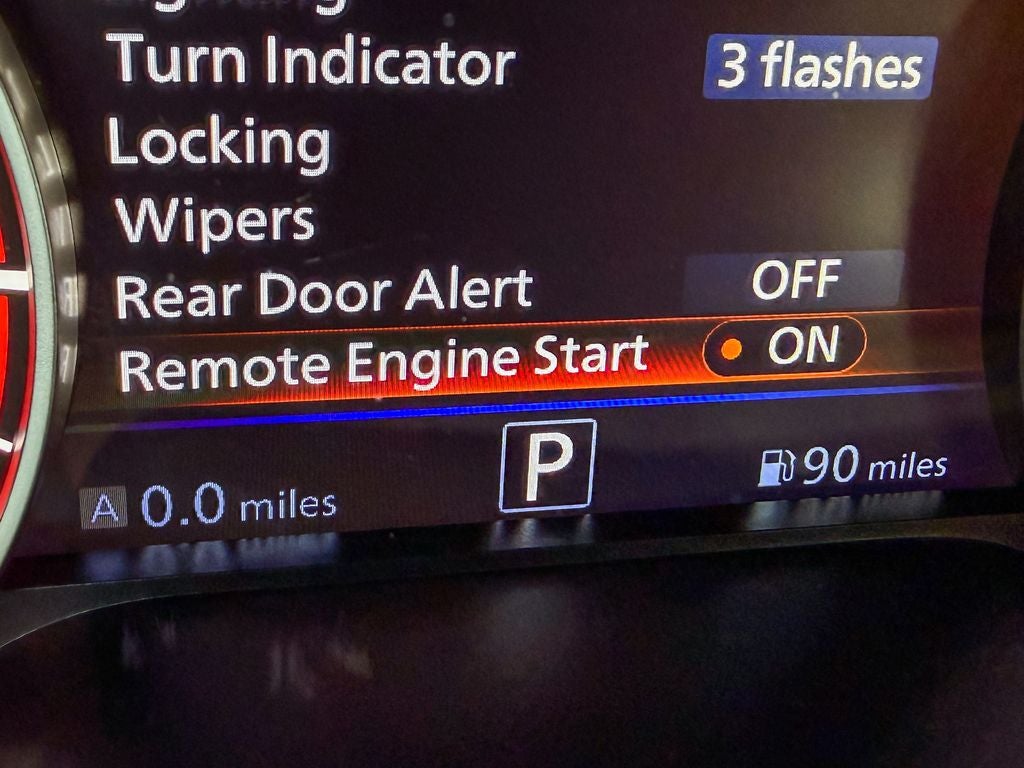 Turn Indicator 3 flashes
Locking
Wipers
Rear Door Alert OFF
Remote Engine Start ON
P
A 0.0 miles 90 miles